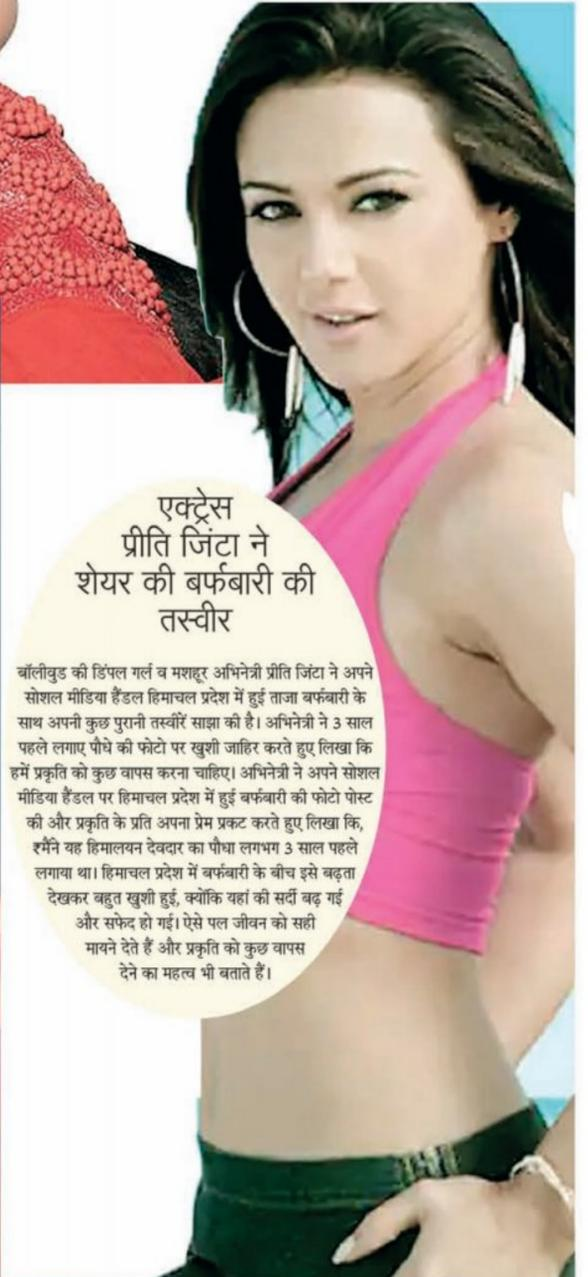 एक्ट्रेस
प्रीति जिंटा ने
शेयर की बर्फबारी की
तस्वीर
बॉलीवुड की डिंपल गर्ल व मशहूर अभिनेत्री प्रीति जिंटा ने अपने
सोशल मीडिया हैंडल हिमाचल प्रदेश में हुई ताजा बर्फबारी के
साथ अपनी कुछ पुरानी तस्वीरें साझा की है। अभिनेत्री ने 3 साल
पहले लगाए पौधे की फोटो पर खुशी जाहिर करते हुए लिखा कि
हमें प्रकृति को कुछ वापस करना चाहिए। अभिनेत्री ने अपने सोशल
मीडिया हैंडल पर हिमाचल प्रदेश में हुई बर्फबारी की फोटो पोस्ट
की और प्रकृति के प्रति अपना प्रेम प्रकट करते हुए लिखा कि,
₹मैंने यह हिमालयन देवदार का पौधा लगभग 3 साल पहले
लगाया था। हिमाचल प्रदेश में बर्फबारी के बीच इसे बढ़ता
देखकर बहुत खुशी हुई, क्योंकि यहां की सर्दी बढ़ गई
और सफेद हो गई। ऐसे पल जीवन को सही
मायने देते हैं और प्रकृति को कुछ वापस
देने का महत्व भी बताते हैं।